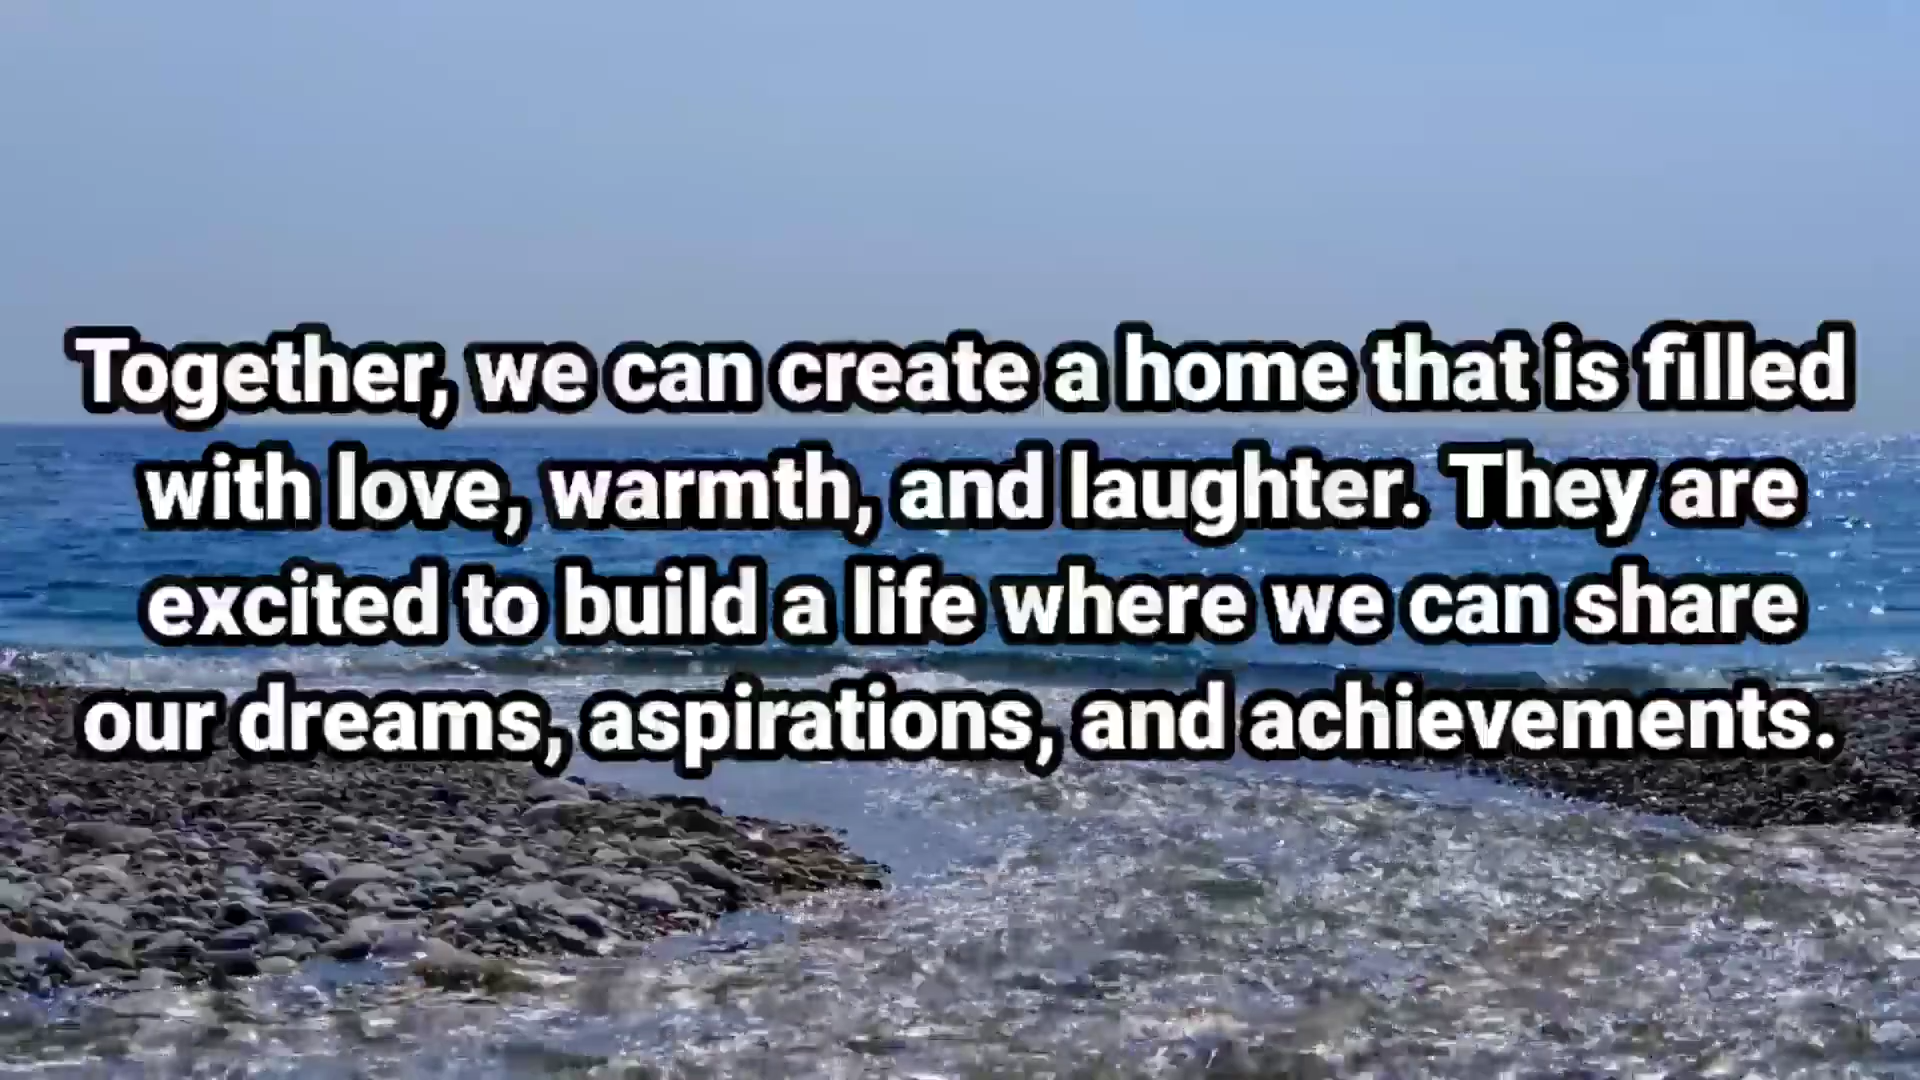 Together, we can create a home that is filled
with love, warmth, and laughter. They are
excited to build a life where we can share
our dreams, aspirations, and achievements.